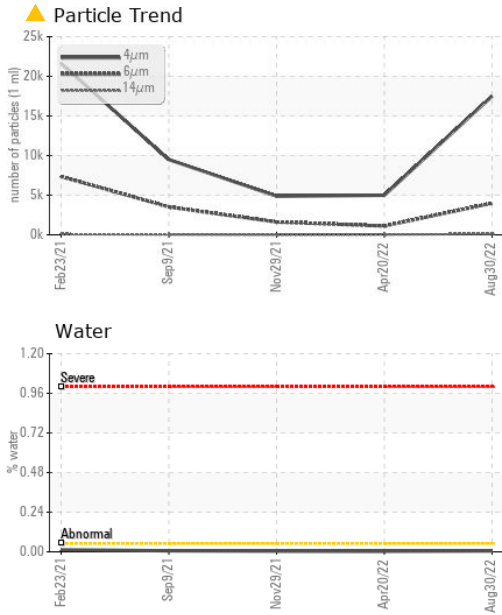 Particle Trend
number of particles (1 ml)
25k
20k
15k
10k
5k
0k
4µm
6µm
14µm
Feb23/21
Sep9/21
Nov29/21
Apr20/22
Aug30/22
Water
% water
1.20
0.96
0.72
0.48
0.24
0.00
Severe
Abnormal
Feb23/21
Sep9/21
Nov29/21
Apr20/22
Aug30/22